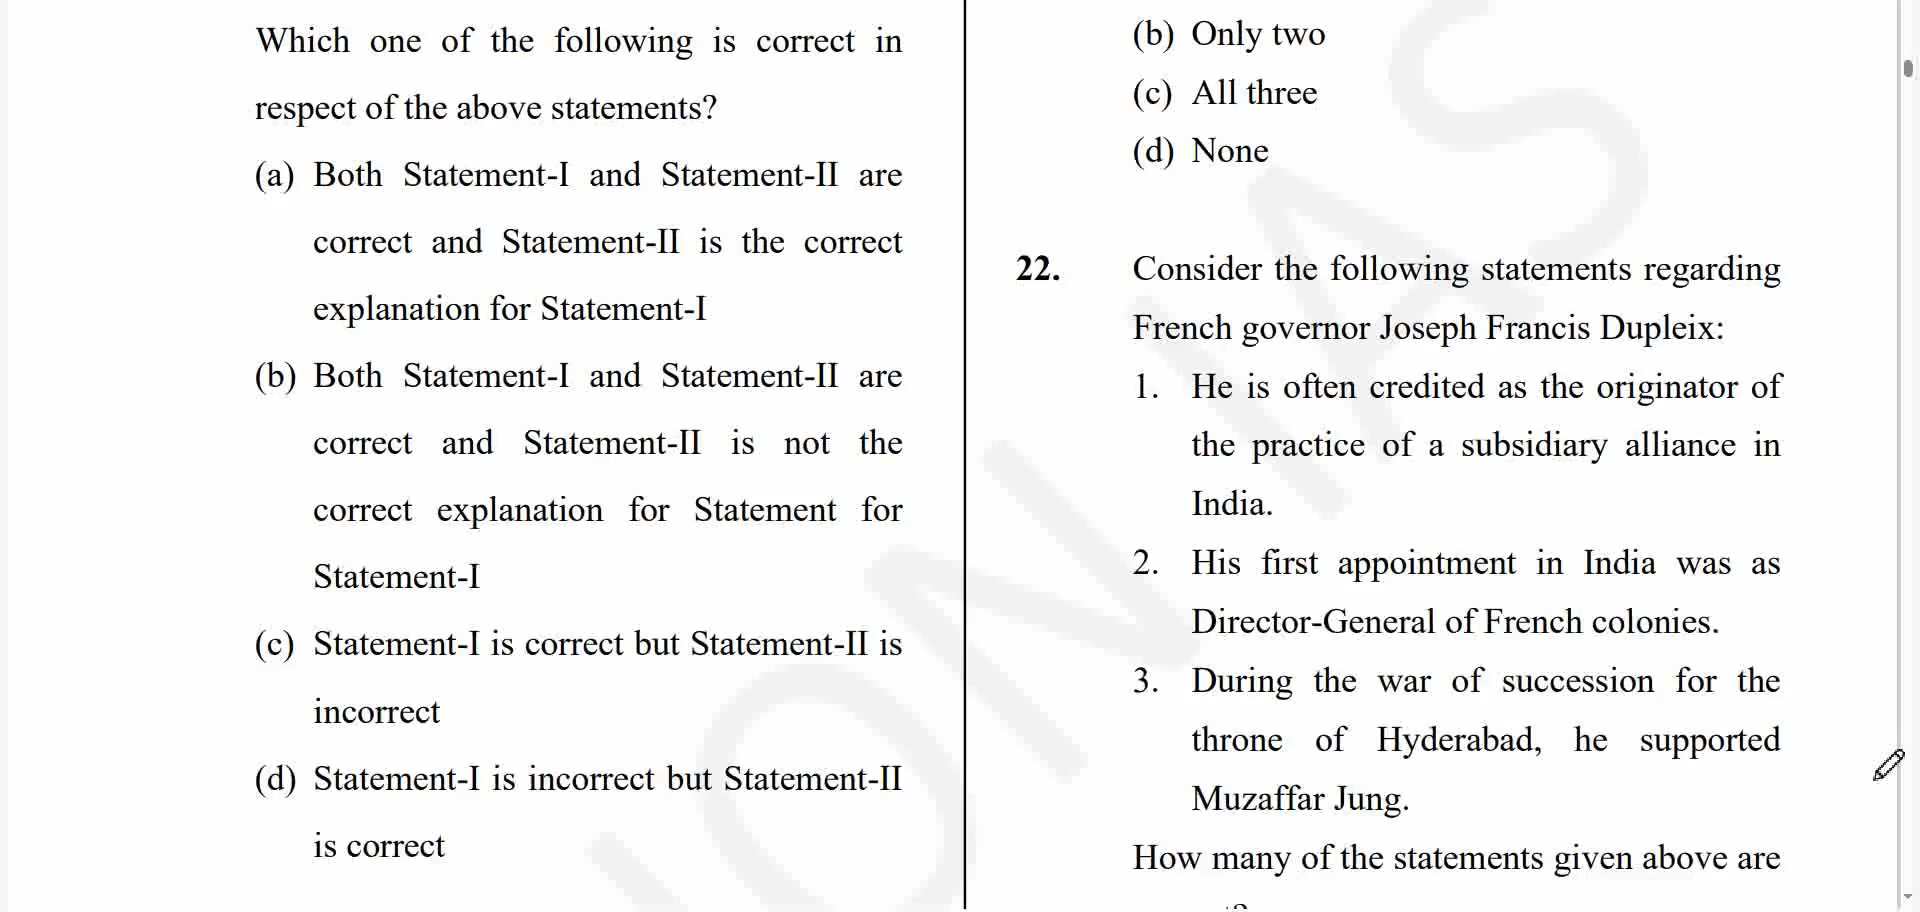 Which one of the following is correct in
respect of the above statements?
(a) Both Statement-I and Statement-II are
correct and Statement-II is the correct
explanation for Statement-I
(b) Both Statement-I and Statement-II are
correct and Statement-II is not the
correct explanation for Statement for
Statement-I
(c) Statement-I is correct but Statement-II is
incorrect
(d) Statement-I is incorrect but Statement-II
is correct
(b) Only two
(c) All three
(d) None
22. Consider the following statements regarding
French governor Joseph Francis Dupleix:
1. He is often credited as the originator of
the practice of a subsidiary alliance in
India.
2. His first appointment in India was as
Director-General of French colonies.
3. During the war of succession for the
throne of Hyderabad, he supported
Muzaffar Jung.
How many of the statements given above are